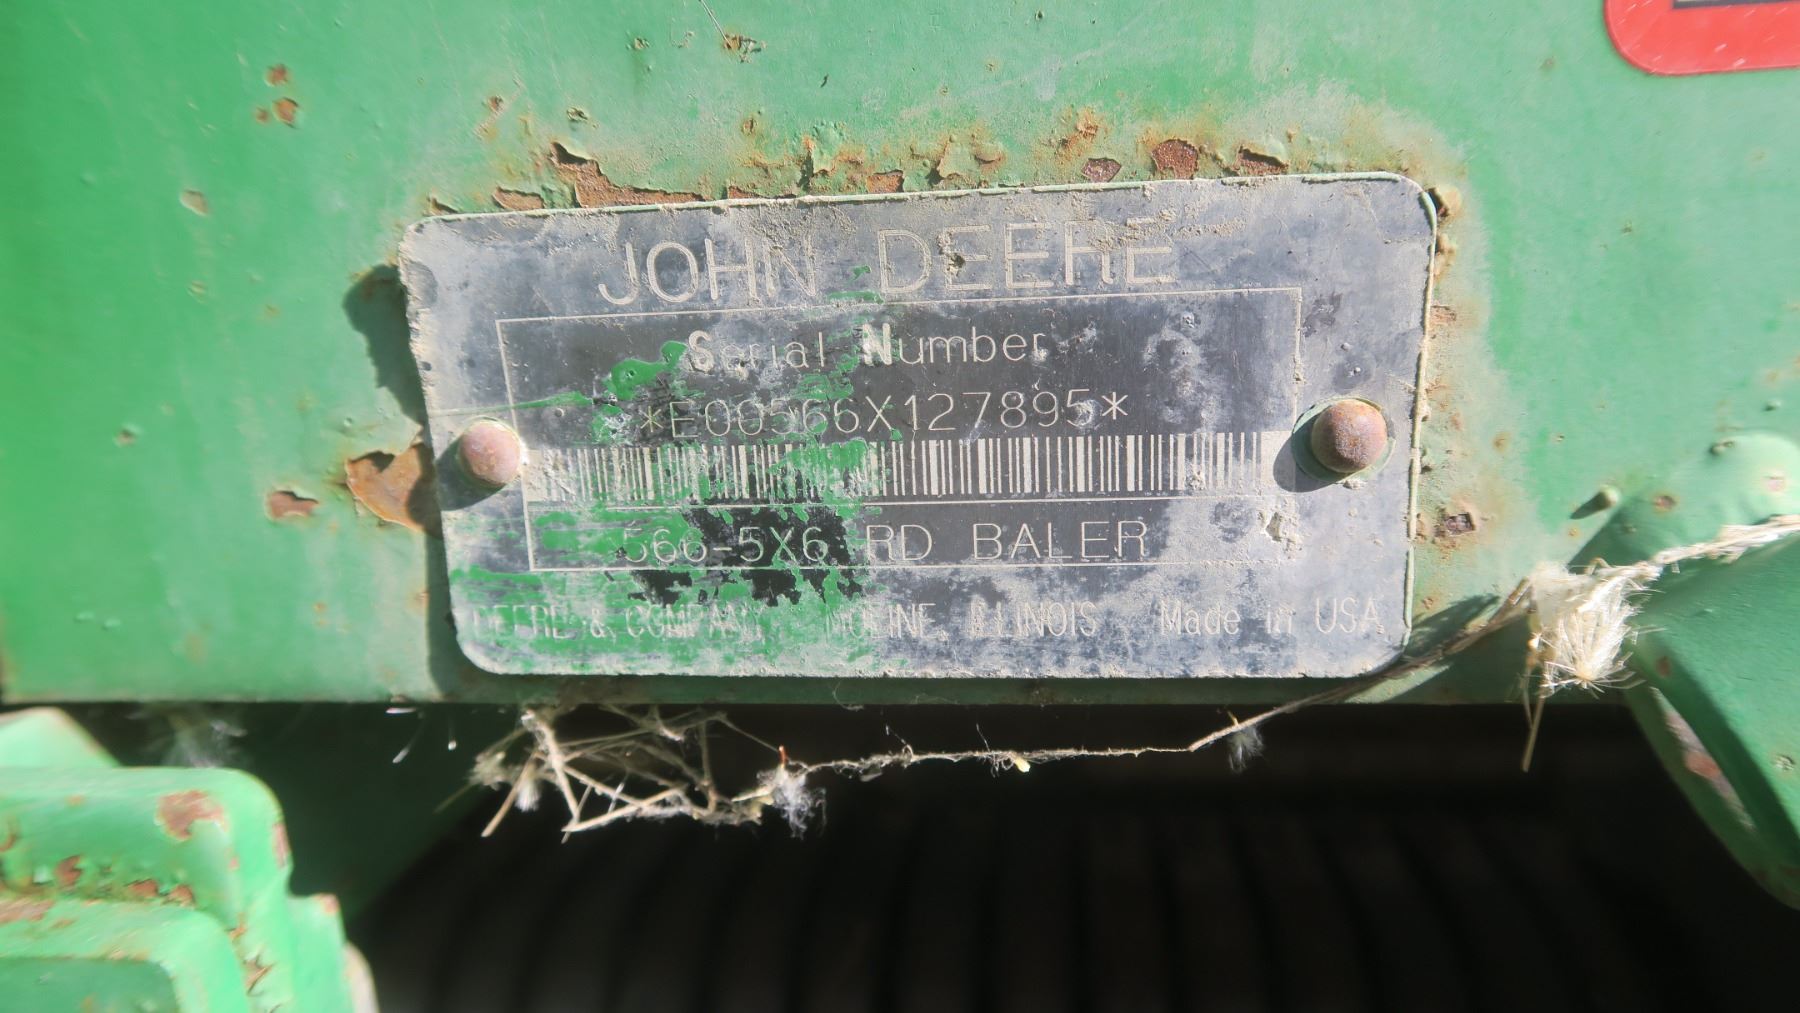 JOHN DEERE
Serial Number
*E00566X127895*
566-5X6 RD BALER
DEERE & COMPANY MOLINE, ILLINOIS Made in USA